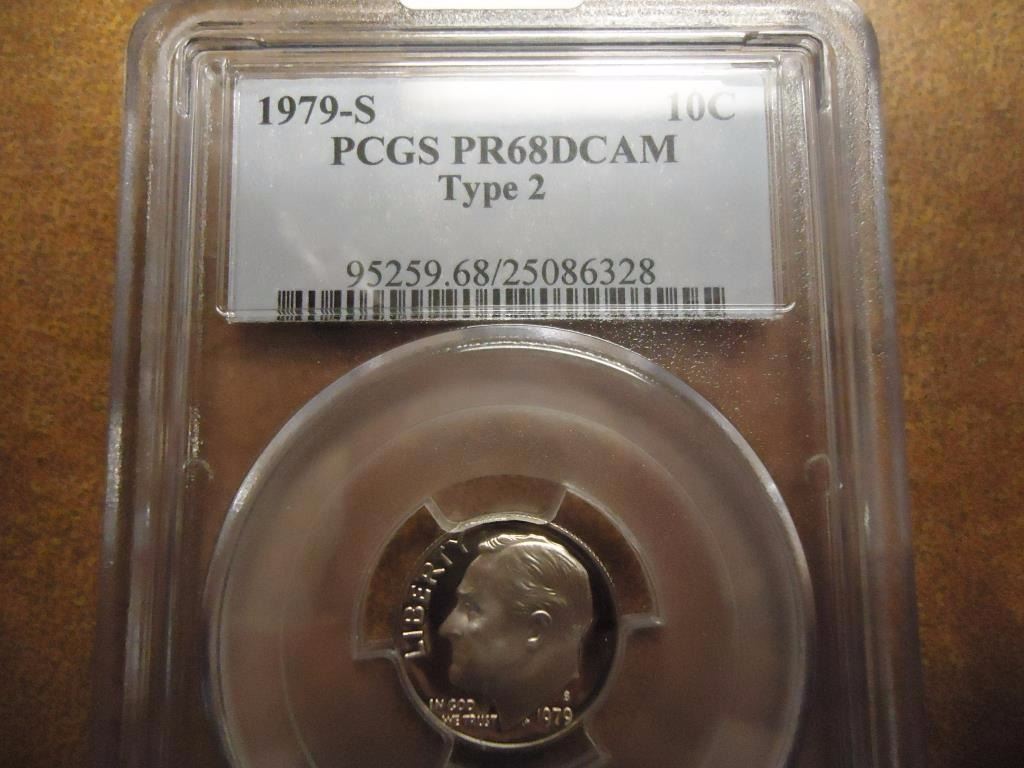 1979-S 10C
PCGS PR68DCAM
Type 2
95259.68/25086328
LIBERTY
IN GOD
WE TRUST
S
1979